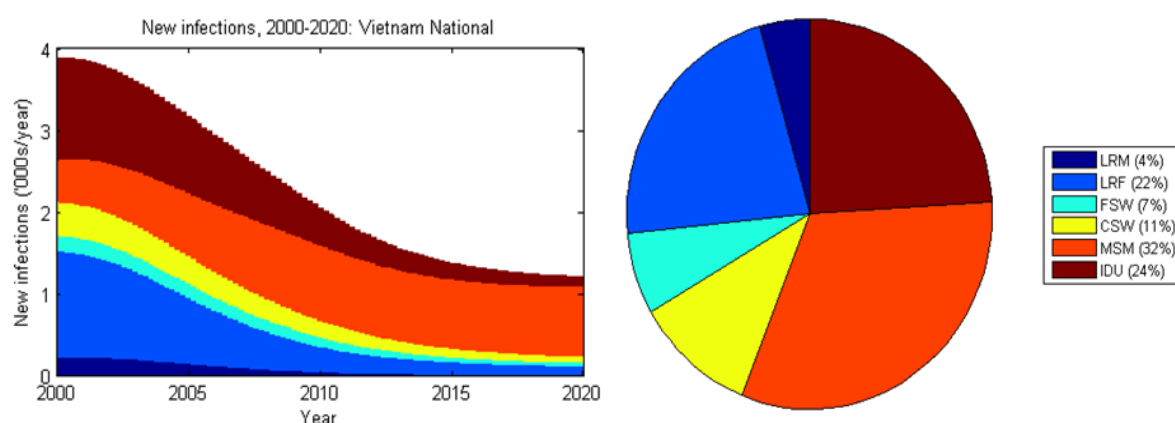 New infections, 2000-2020: Vietnam National
New infections ('000s/year)
4
3
2
1
0
2000 2005 2010 2015 2020
Year
LRM (4%)
LRF (22%)
FSW (7%)
CSW (11%)
MSM (32%)
IDU (24%)